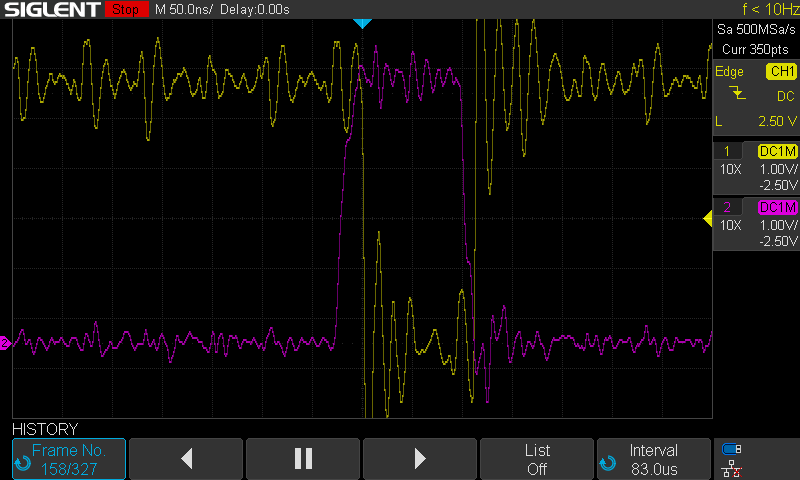 SIGLENT Stop M 50.0ns/ Delay:0.00s f < 10Hz
Sa 500MSa/s
Curr 350pts
Edge CH1
DC
L 2.50 V
1 DC1M
10X 1.00V/
-2.50V
2 DC1M
10X 1.00V/
-2.50V
2
HISTORY
Frame No.
158/327
List
Off
Interval
83.0us